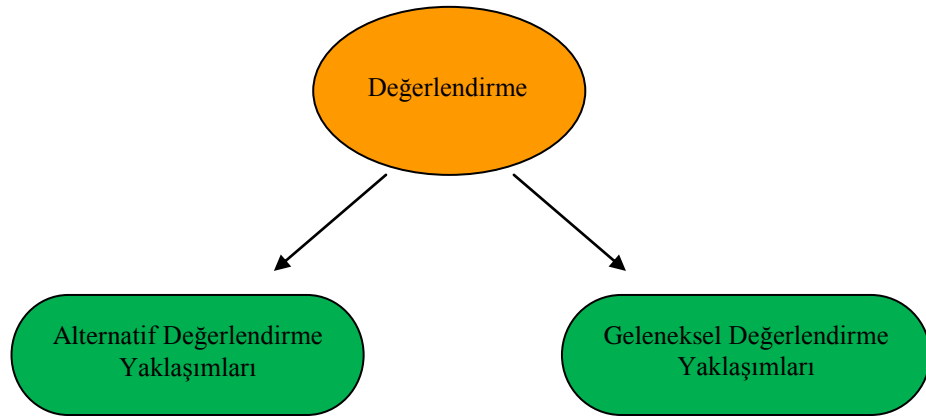 Değerlendirme
Alternatif Değerlendirme
Yaklaşımları
Geleneksel Değerlendirme
Yaklaşımları